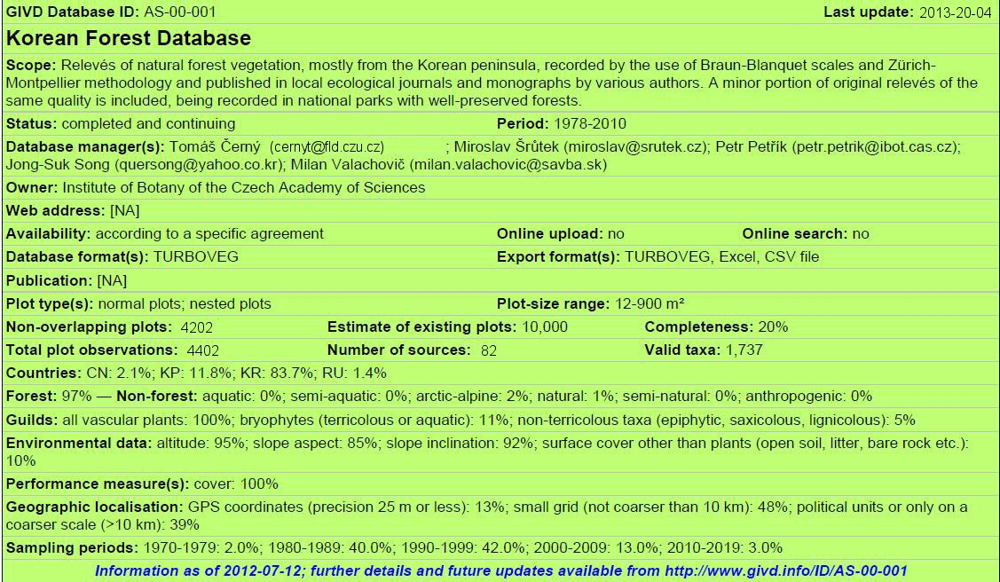 GIVD Database ID: AS-00-001 Last update: 2013-20-04
Korean Forest Database
Scope: Relevés of natural forest vegetation, mostly from the Korean peninsula, recorded by the use of Braun-Blanquet scales and Zürich-
Montpellier methodology and published in local ecological journals and monographs by various authors. A minor portion of original relevés of the
same quality is included, being recorded in national parks with well-preserved forests.
Status: completed and continuing Period: 1978-2010
Database manager(s): Tomáš Černý (cernyt@fld.czu.cz) ; Miroslav Šrůtek (miroslav@srutek.cz); Petr Petřík (petr.petrik@ibot.cas.cz);
Jong-Suk Song (quersong@yahoo.co.kr); Milan Valachovič (milan.valachovic@savba.sk)
Owner: Institute of Botany of the Czech Academy of Sciences
Web address: [NA]
Availability: according to a specific agreement Online upload: no Online search: no
Database format(s): TURBOVEG Export format(s): TURBOVEG, Excel, CSV file
Publication: [NA]
Plot type(s): normal plots; nested plots Plot-size range: 12-900 m²
Non-overlapping plots: 4202 Estimate of existing plots: 10,000 Completeness: 20%
Total plot observations: 4402 Number of sources: 82 Valid taxa: 1,737
Countries: CN: 2.1%; KP: 11.8%; KR: 83.7%; RU: 1.4%
Forest: 97% — Non-forest: aquatic: 0%; semi-aquatic: 0%; arctic-alpine: 2%; natural: 1%; semi-natural: 0%; anthropogenic: 0%
Guilds: all vascular plants: 100%; bryophytes (terricolous or aquatic): 11%; non-terricolous taxa (epiphytic, saxicolous, lignicolous): 5%
Environmental data: altitude: 95%; slope aspect: 85%; slope inclination: 92%; surface cover other than plants (open soil, litter, bare rock etc.):
10%
Performance measure(s): cover: 100%
Geographic localisation: GPS coordinates (precision 25 m or less): 13%; small grid (not coarser than 10 km): 48%; political units or only on a
coarser scale (>10 km): 39%
Sampling periods: 1970-1979: 2.0%; 1980-1989: 40.0%; 1990-1999: 42.0%; 2000-2009: 13.0%; 2010-2019: 3.0%
Information as of 2012-07-12; further details and future updates available from http://www.givd.info/ID/AS-00-001